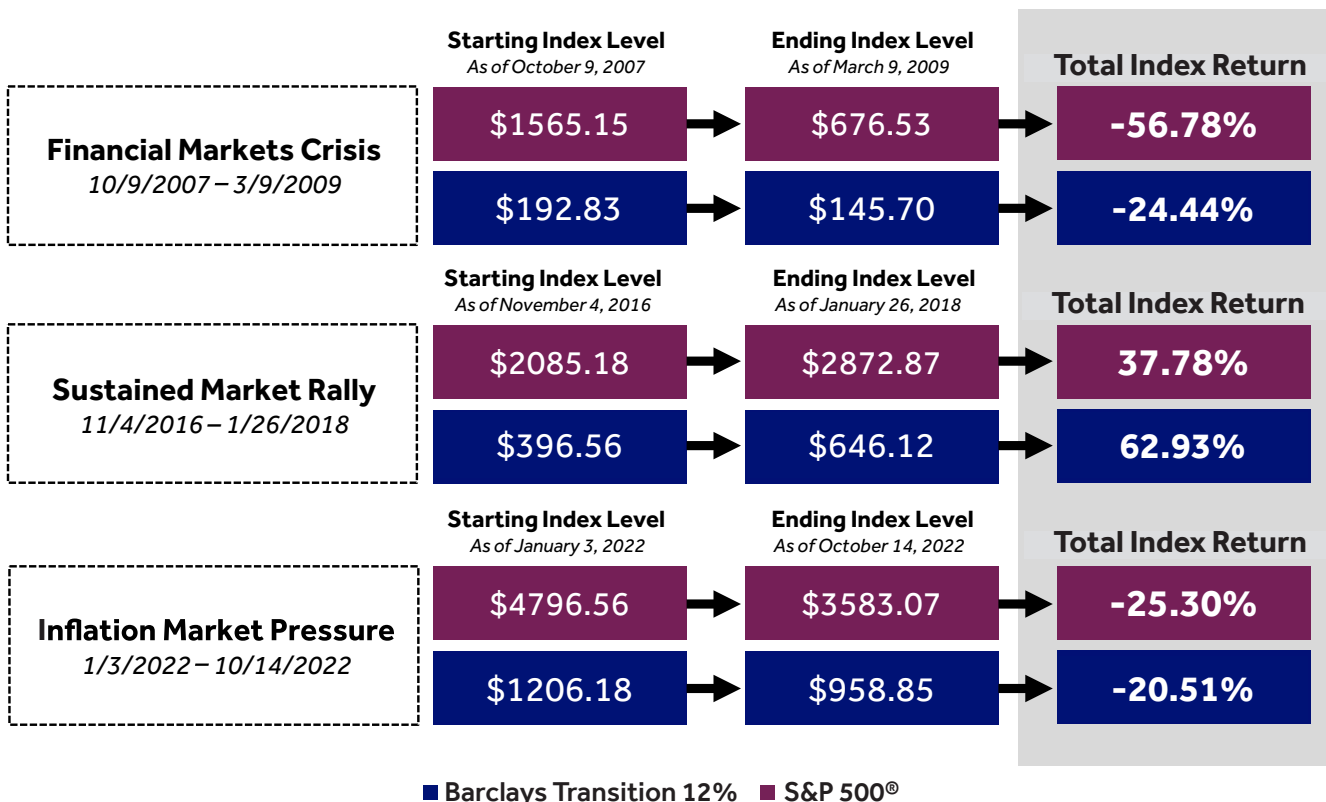 Starting Index Level
As of October 9, 2007
Ending Index Level
As of March 9, 2009
Total Index Return
Financial Markets Crisis
10/9/2007 – 3/9/2009
$1565.15
$676.53
-56.78%
$192.83
$145.70
-24.44%
Starting Index Level
As of November 4, 2016
Ending Index Level
As of January 26, 2018
Total Index Return
Sustained Market Rally
11/4/2016 – 1/26/2018
$2085.18
$2872.87
37.78%
$396.56
$646.12
62.93%
Starting Index Level
As of January 3, 2022
Ending Index Level
As of October 14, 2022
Total Index Return
Inflation Market Pressure
1/3/2022 – 10/14/2022
$4796.56
$3583.07
-25.30%
$1206.18
$958.85
-20.51%
Barclays Transition 12%
S&P 500®